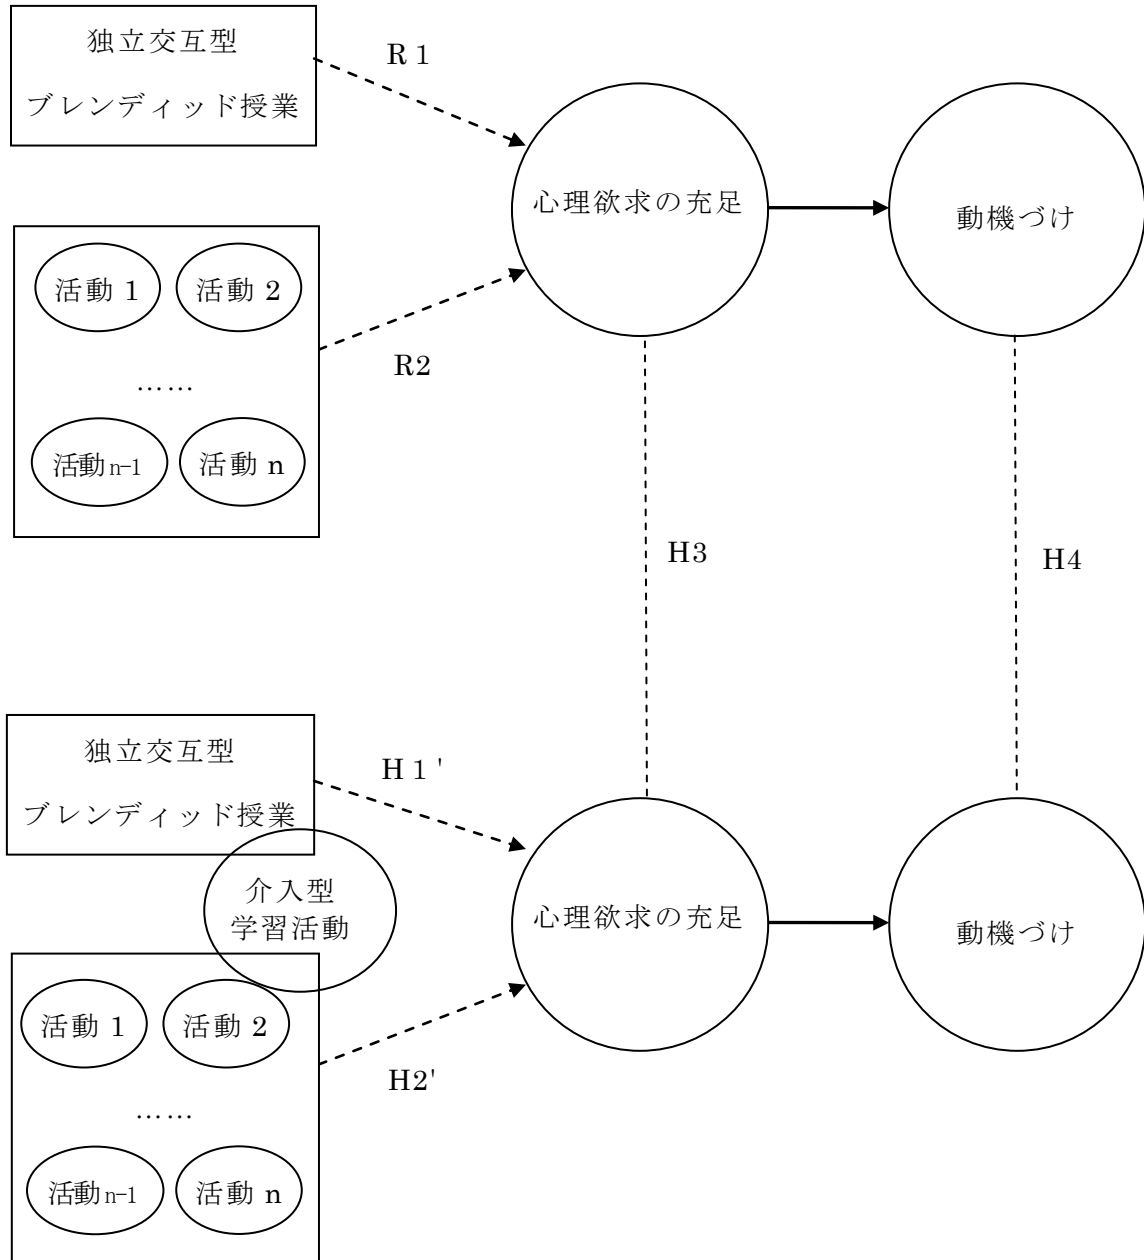 独立交互型
ブレンディッド授業
R 1
心理欲求の充足
動機づけ
活動 1
活動 2
……
活動 n-1
活動 n
R2
H3
H4
独立交互型
ブレンディッド授業
H 1 '
介入型
学習活動
心理欲求の充足
動機づけ
活動 1
活動 2
……
活動 n-1
活動 n
H2'